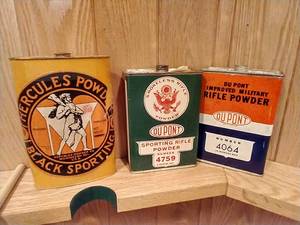 HERCULES POWD
BLACK SPORTING
SMOKELESS RIFLE
POWDER
DU PONT
SPORTING RIFLE
POWDER
NUMBER
4759
DU PONT
IMPROVED MILITARY
RIFLE POWDER
DU PONT
NUMBER
4064